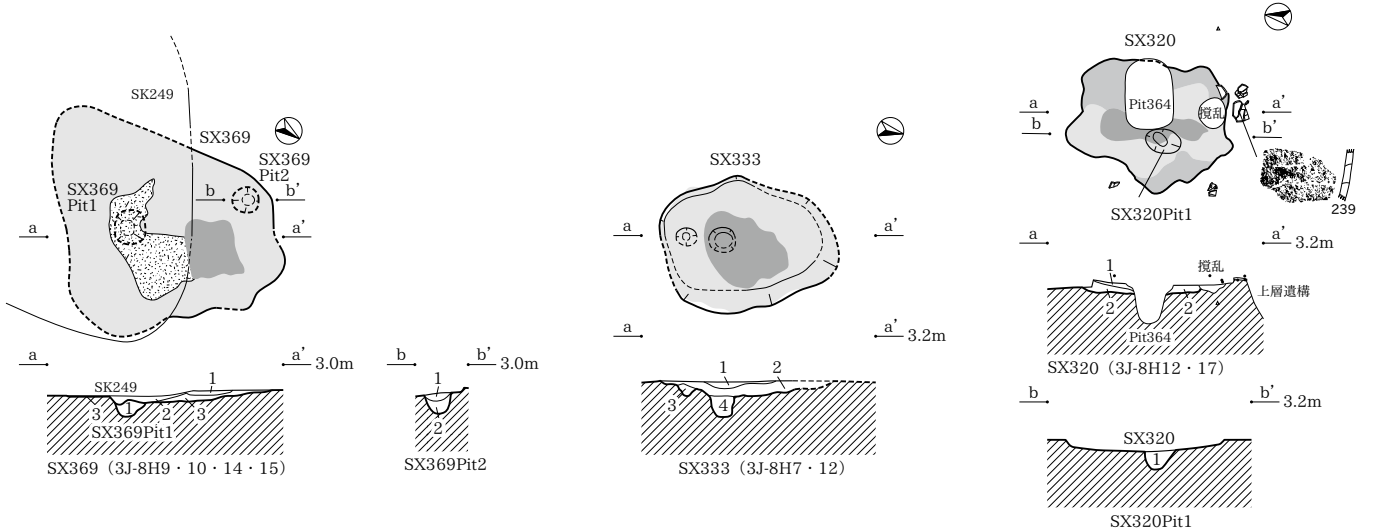 SK249
SX369
SX369
Pit2
SX369
Pit1
b b’
a a’
a a’ 3.0m
SK249
1
3 1 2 3
SX369Pit1
SX369（3J-8H9・10・14・15）
b b’ 3.0m
1
2
SX369Pit2
SX333
a a’
a a’ 3.2m
1 2
3 4
SX333（3J-8H7・12）
SX320
Pit364
撹乱
a a’
b b’
SX320Pit1
239
a a’ 3.2m
1
撹乱
上層遺構
2 2
Pit364
SX320（3J-8H12・17）
b b’ 3.2m
SX320
1
SX320Pit1